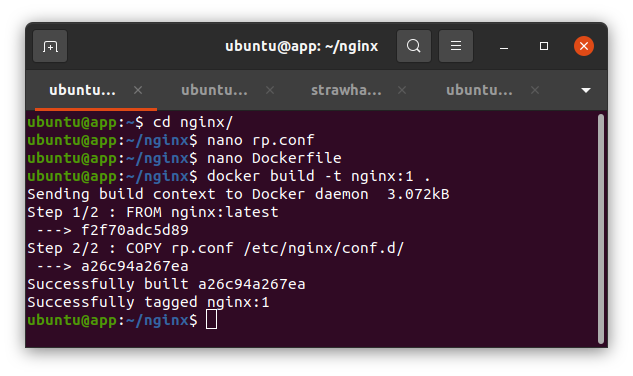 ubuntu@app: ~/nginx
ubuntu... ubuntu... strawha... ubuntu...
ubuntu@app:~$ cd nginx/
ubuntu@app:~/nginx$ nano rp.conf
ubuntu@app:~/nginx$ nano Dockerfile
ubuntu@app:~/nginx$ docker build -t nginx:1 .
Sending build context to Docker daemon  3.072kB
Step 1/2 : FROM nginx:latest
 ---> f2f70adc5d89
Step 2/2 : COPY rp.conf /etc/nginx/conf.d/
 ---> a26c94a267ea
Successfully built a26c94a267ea
Successfully tagged nginx:1
ubuntu@app:~/nginx$